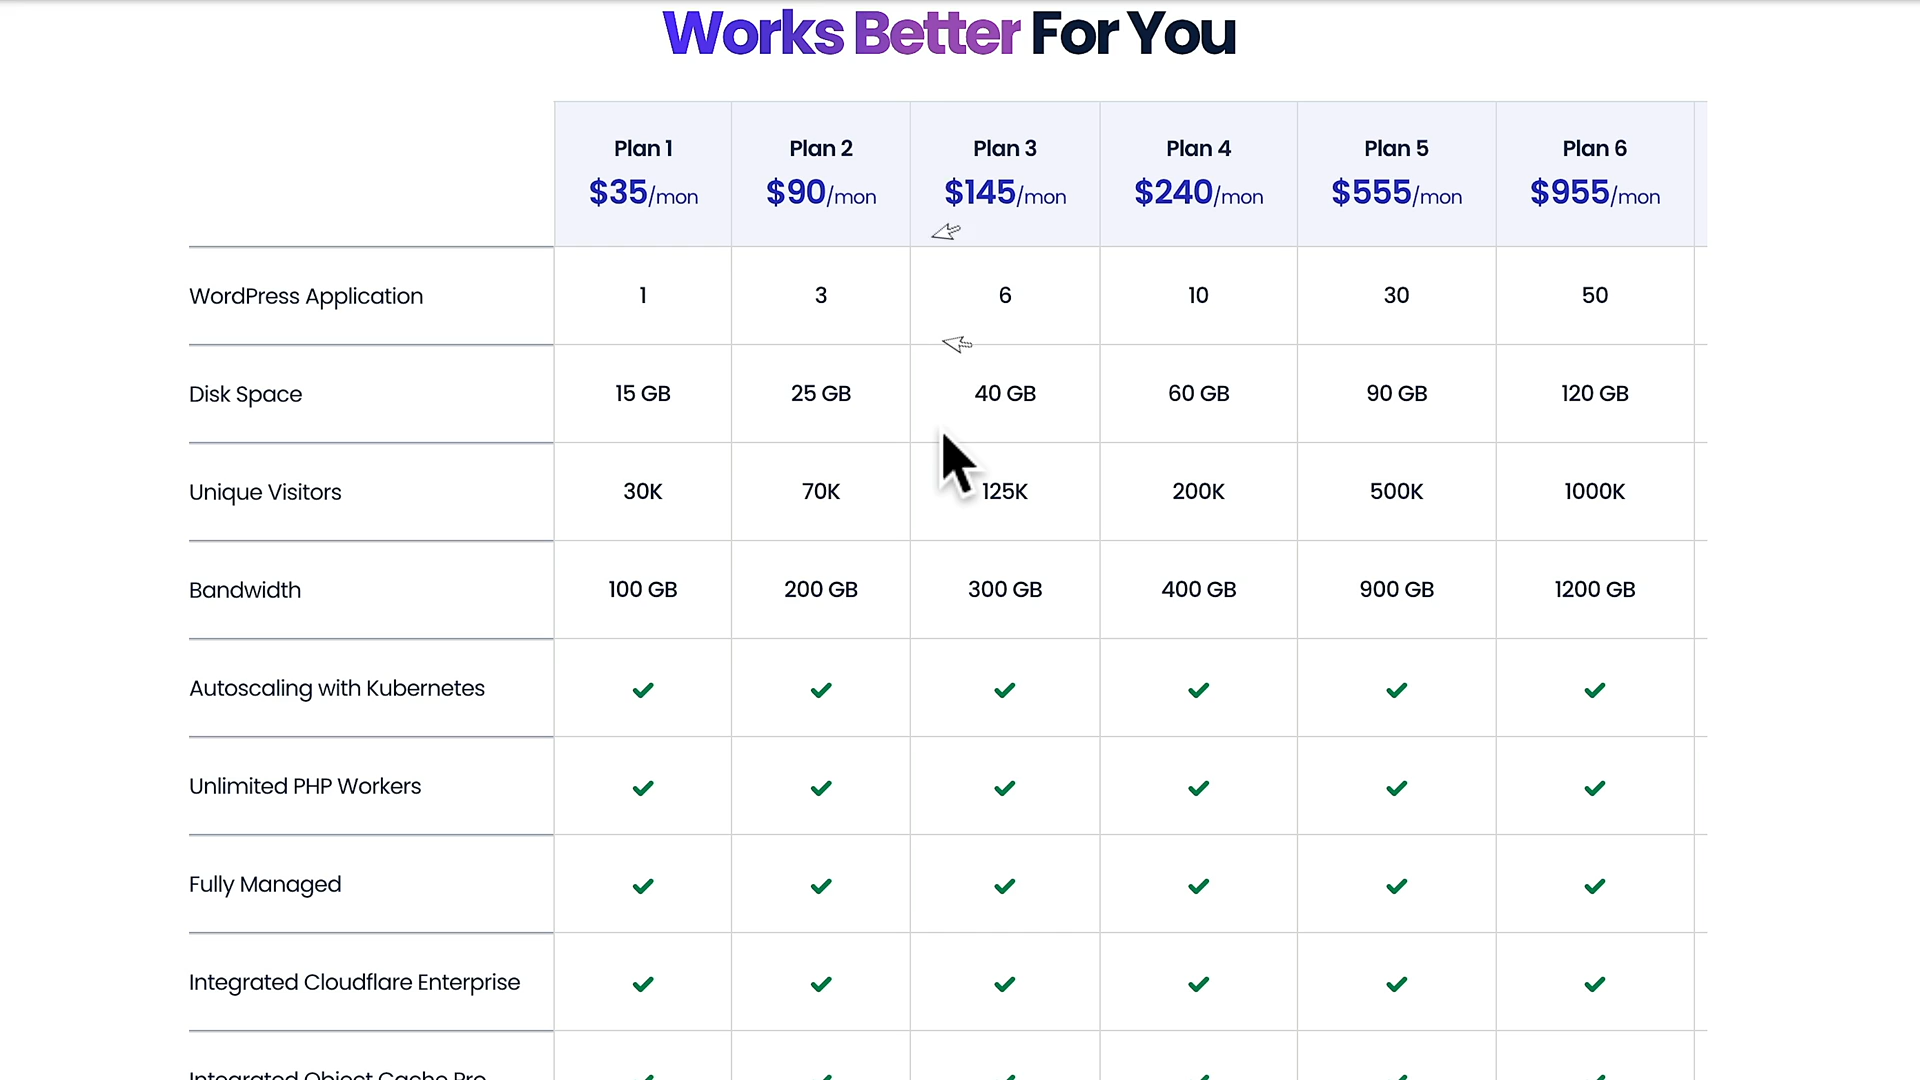 Works Better For You
Plan 1 Plan 2 Plan 3 Plan 4 Plan 5 Plan 6
$35/mon $90/mon $145/mon $240/mon $555/mon $955/mon
WordPress Application 1 3 6 10 30 50
Disk Space 15 GB 25 GB 40 GB 60 GB 90 GB 120 GB
Unique Visitors 30K 70K 125K 200K 500K 1000K
Bandwidth 100 GB 200 GB 300 GB 400 GB 900 GB 1200 GB
Autoscaling with Kubernetes
Unlimited PHP Workers
Fully Managed
Integrated Cloudflare Enterprise
Integrated Object Cache Pro